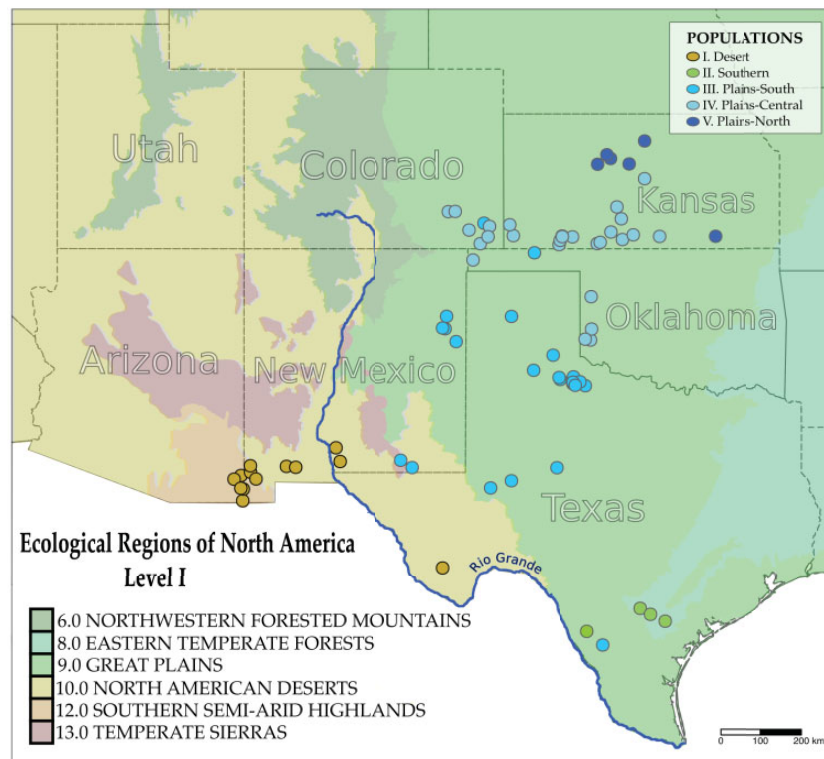 POPULATIONS
I. Desert
II. Southern
III. Plains-South
IV. Plains-Central
V. Plairs-North
Utah
Colorado
Kansas
Arizona
New Mexico
Oklahoma
Texas
Rio Grande
Ecological Regions of North America
Level I
6.0 NORTHWESTERN FORESTED MOUNTAINS
8.0 EASTERN TEMPERATE FORESTS
9.0 GREAT PLAINS
10.0 NORTH AMERICAN DESERTS
12.0 SOUTHERN SEMI-ARID HIGHLANDS
13.0 TEMPERATE SIERRAS
0 100 200 km